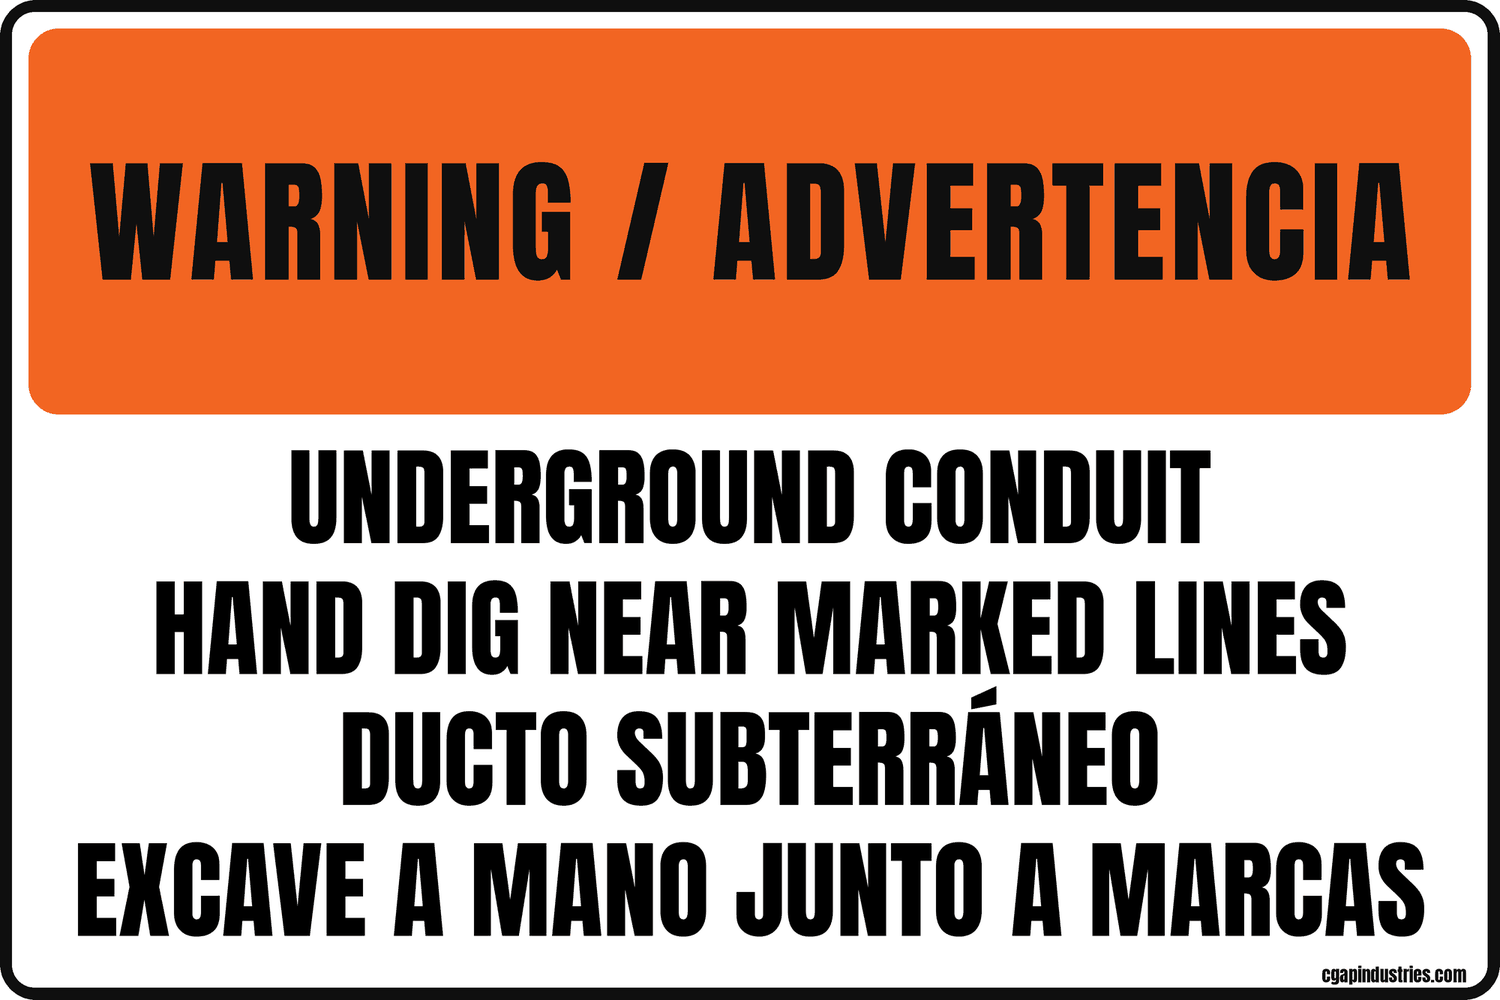 WARNING / ADVERTENCIA
UNDERGROUND CONDUIT
HAND DIG NEAR MARKED LINES
DUCTO SUBTERRÁNEO
EXCAVE A MANO JUNTO A MARCAS
cgapindustries.com